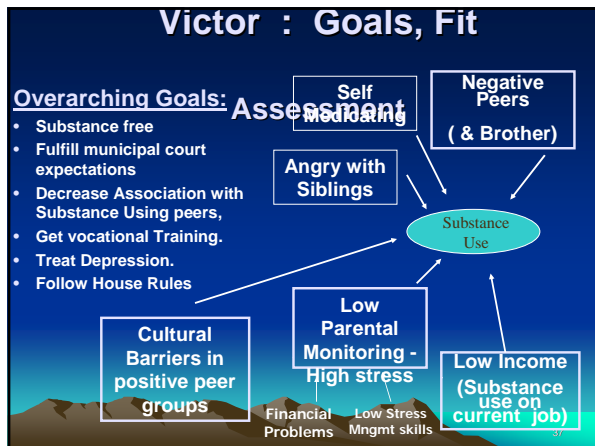 Victor : Goals, Fit
Assessment
Overarching Goals:
• Substance free
• Fulfill municipal court
expectations
• Decrease Association with
Substance Using peers,
• Get vocational Training.
• Treat Depression.
• Follow House Rules
Self
Medicating
Negative
Peers
( & Brother)
Angry with
Siblings
Substance
Use
Cultural
Barriers in
positive peer
groups
Low
Parental
Monitoring -
High stress
Financial
Problems
Low Stress
Mngmt skills
Low Income
(Substance
use on
current job)
37